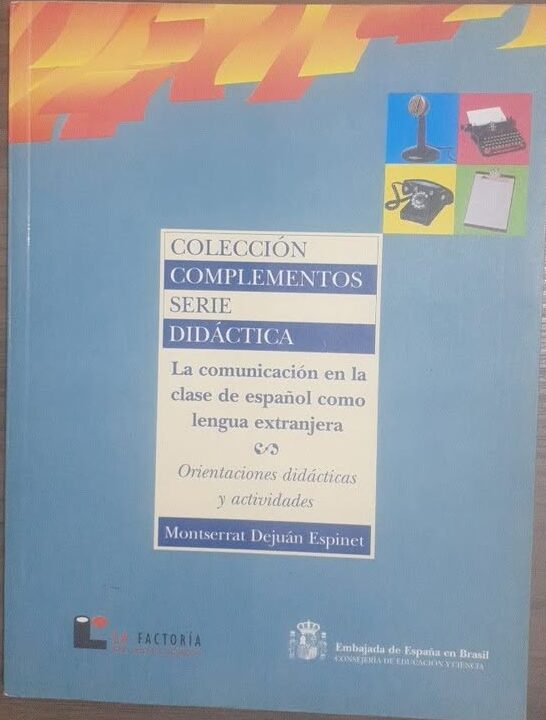 COLECCIÓN
COMPLEMENTOS
SERIE
DIDÁCTICA
La comunicación en la
clase de español como
lengua extranjera
Orientaciones didácticas
y actividades
Montserrat Dejuán Espinet
LA FACTORÍA
Embajada de España en Brasil
CONSEJERÍA DE EDUCACIÓN Y CIENCIA